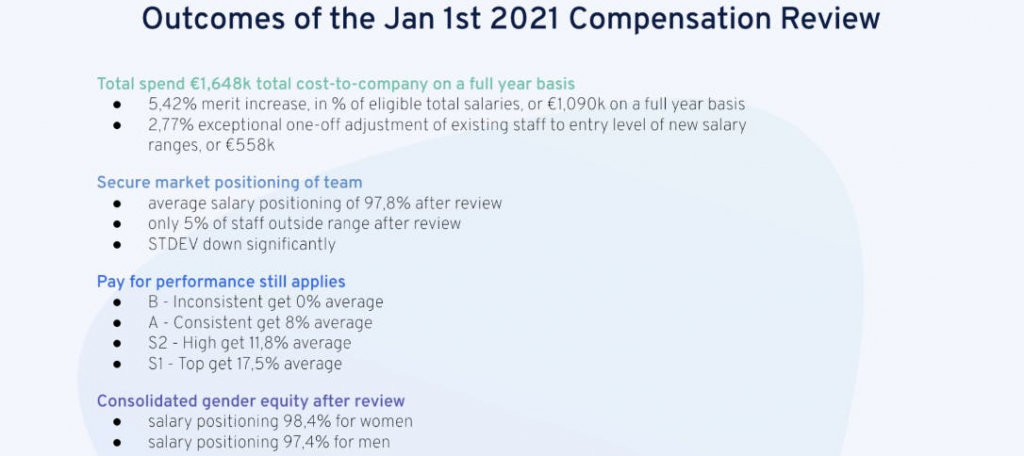 Outcomes of the Jan 1st 2021 Compensation Review
Total spend €1,648k total cost-to-company on a full year basis
● 5,42% merit increase, in % of eligible total salaries, or €1,090k on a full year basis
● 2,77% exceptional one-off adjustment of existing staff to entry level of new salary
ranges, or €558k
Secure market positioning of team
● average salary positioning of 97,8% after review
● only 5% of staff outside range after review
● STDEV down significantly
Pay for performance still applies
● B - Inconsistent get 0% average
● A - Consistent get 8% average
● S2 - High get 11,8% average
● S1 - Top get 17,5% average
Consolidated gender equity after review
● salary positioning 98,4% for women
● salary positioning 97,4% for men